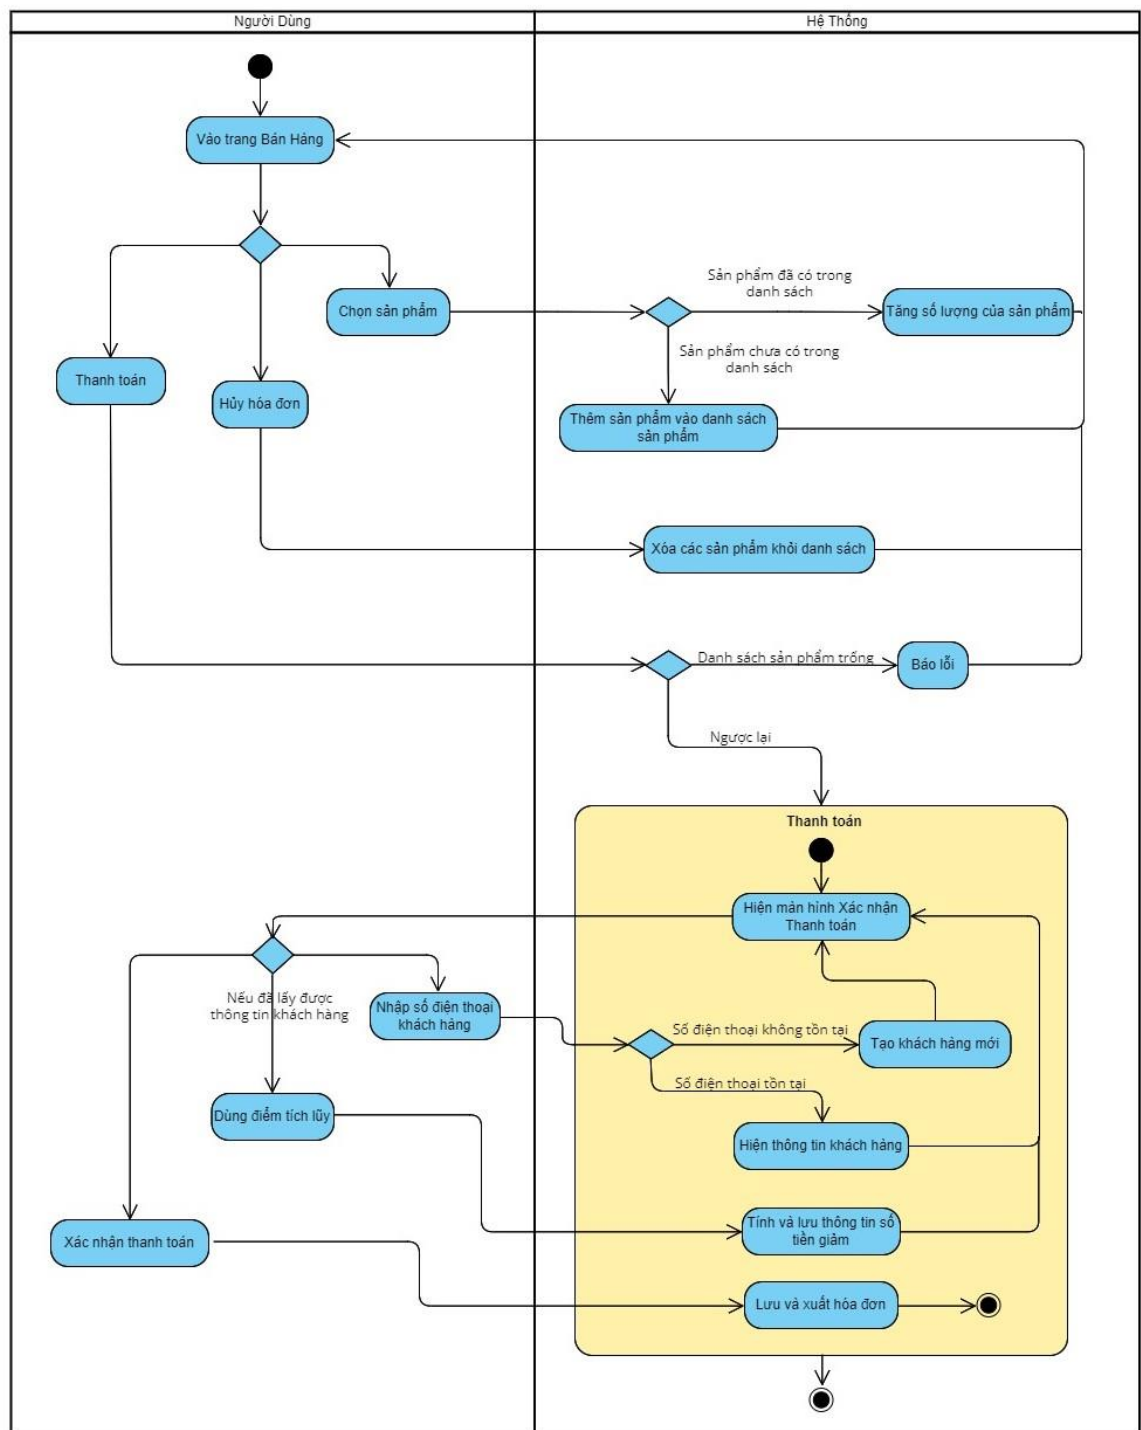 Người Dùng
Hệ Thống
Vào trang Bán Hàng
Sản phẩm đã có trong
danh sách
Chọn sản phẩm
Tăng số lượng của sản phẩm
Sản phẩm chưa có trong
danh sách
Thanh toán
Hủy hóa đơn
Thêm sản phẩm vào danh sách
sản phẩm
Xóa các sản phẩm khỏi danh sách
Danh sách sản phẩm trống
Báo lỗi
Ngược lại
Thanh toán
Hiện màn hình Xác nhận
Thanh toán
Nếu đã lấy được
thông tin khách hàng
Nhập số điện thoại
khách hàng
Số điện thoại không tồn tại
Tạo khách hàng mới
Số điện thoại tồn tại
Dùng điểm tích lũy
Hiện thông tin khách hàng
Tính và lưu thông tin số
tiền giảm
Xác nhận thanh toán
Lưu và xuất hóa đơn